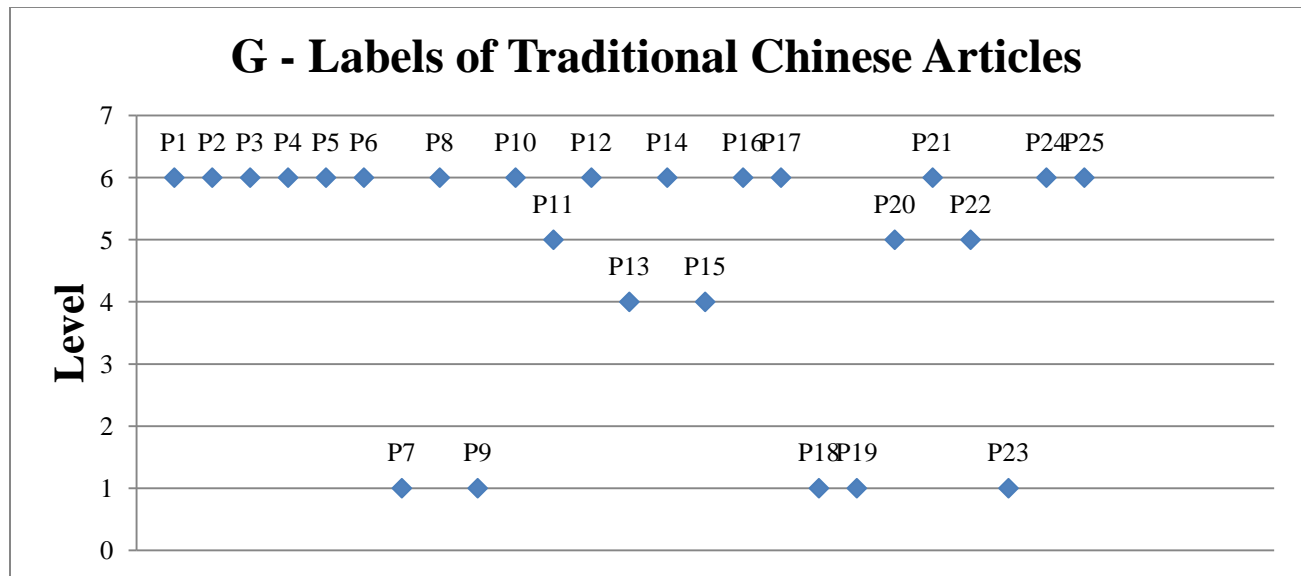 G - Labels of Traditional Chinese Articles
7
P1 P2 P3 P4 P5 P6 P8 P10 P12 P14 P16 P17 P21 P24 P25
6
P11 P20 P22
5
P13 P15
4
Level
3
2
P7 P9 P18 P19 P23
1
0